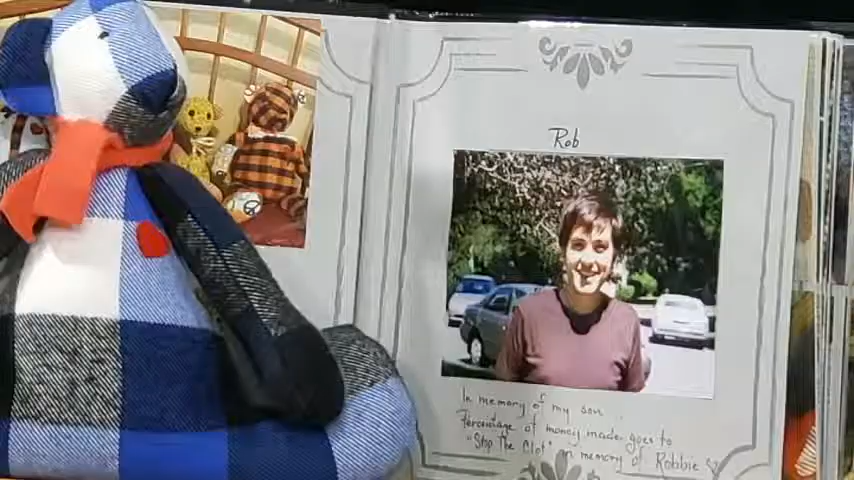 Rob
In memory of my son...
Percentage of money made goes to
"Stop The Clot" in memory of Robbie